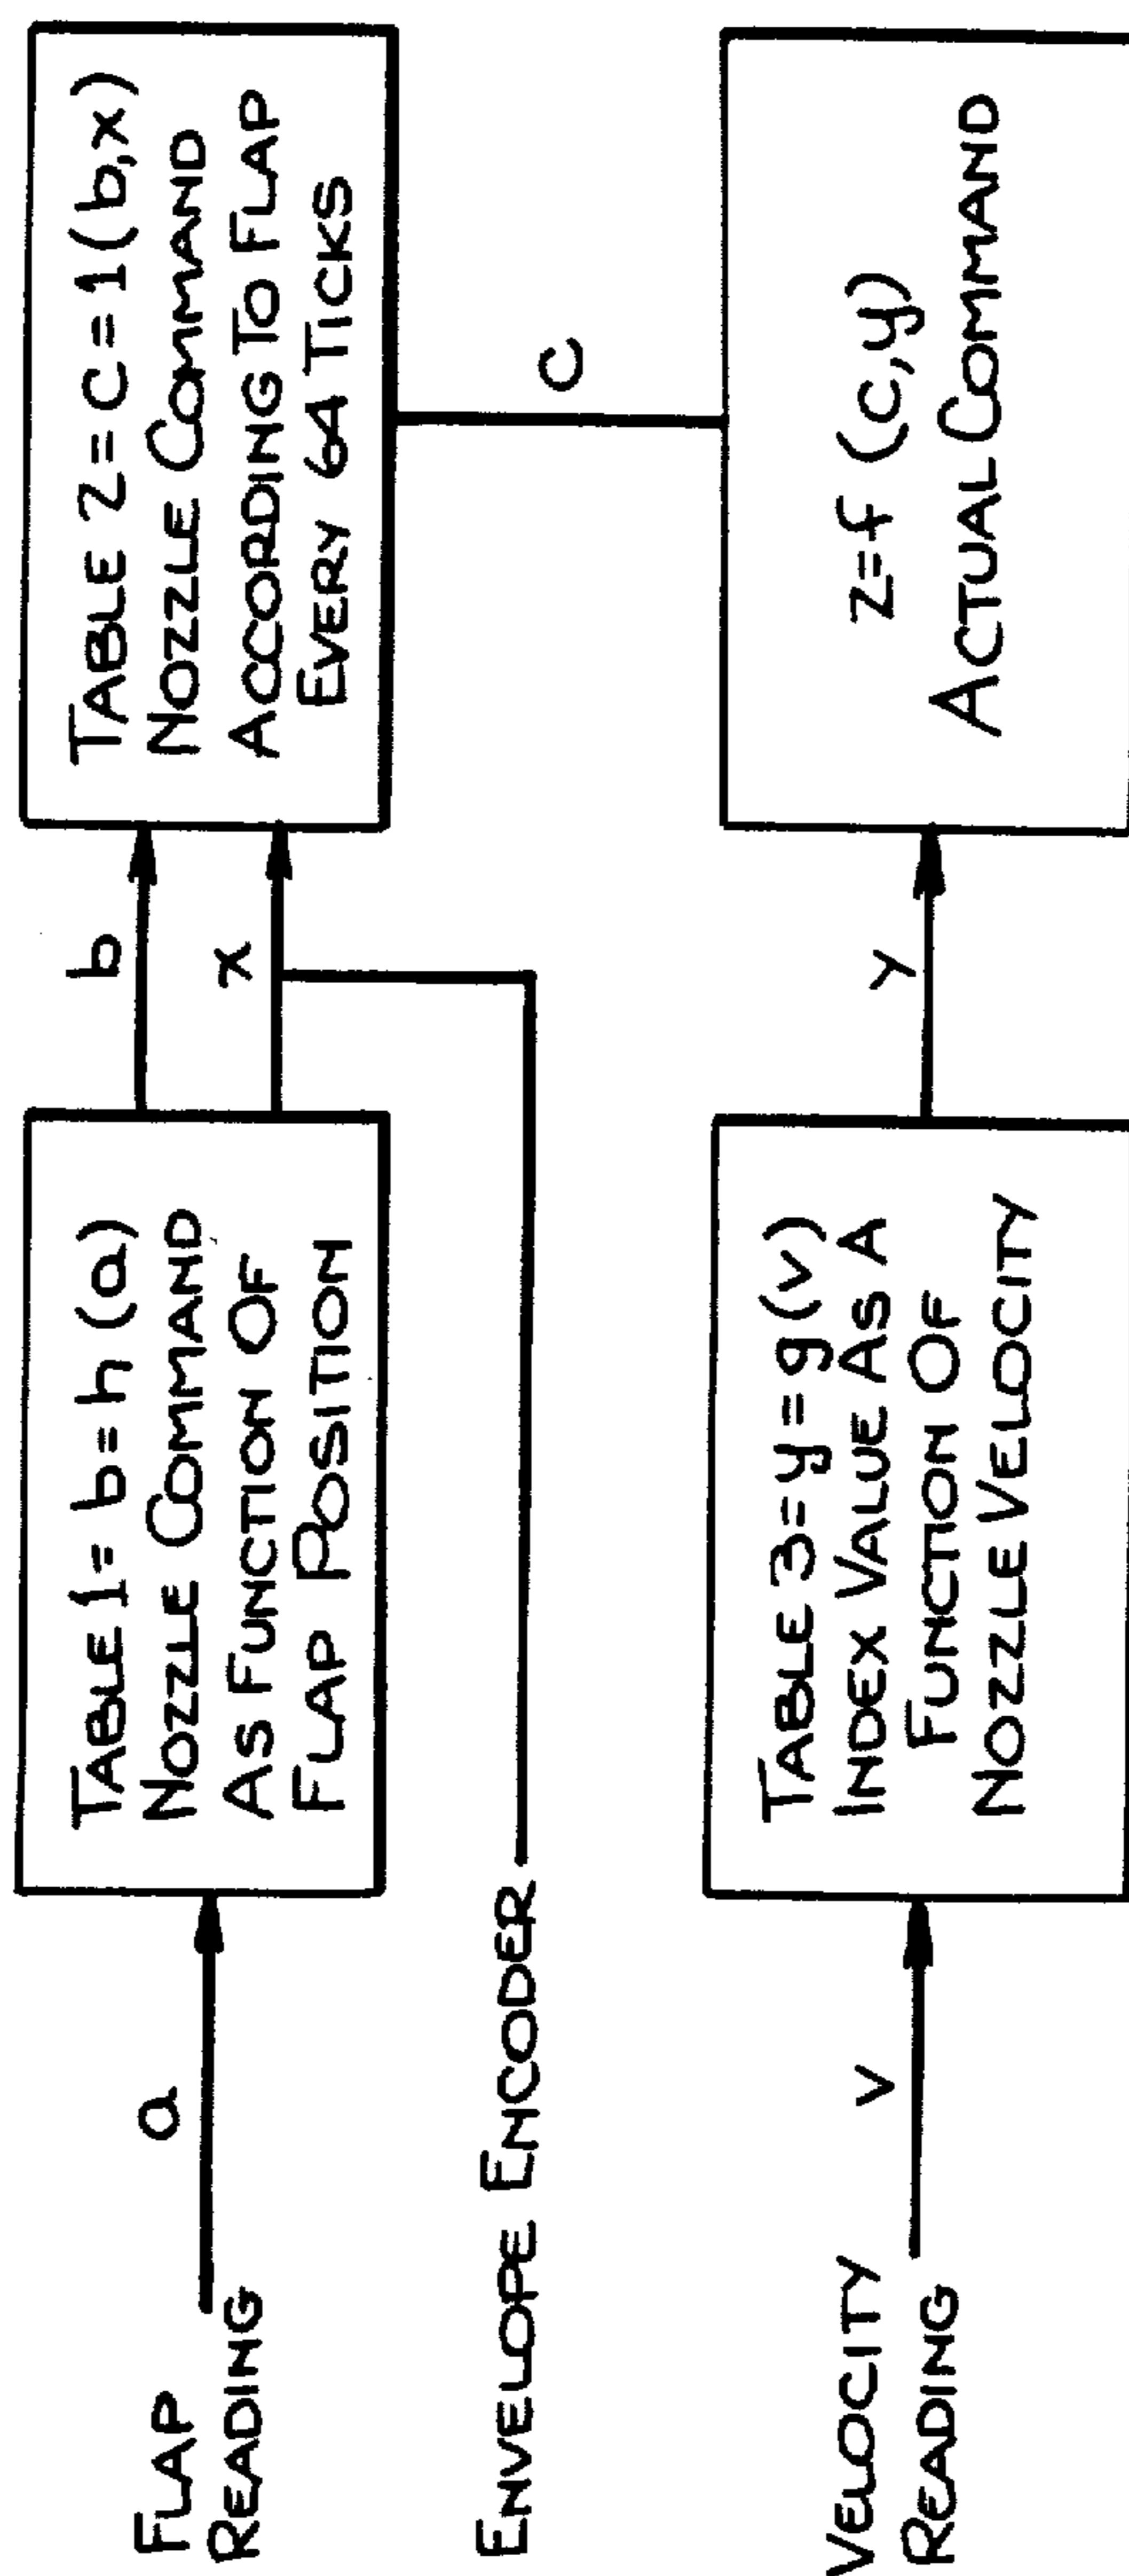 FLAP
READING
a
TABLE 1 = b = h (a)
NOZZLE COMMAND
AS FUNCTION OF
FLAP POSITION
b
x
TABLE 2 = C = 1 (b,x)
NOZZLE COMMAND
ACCORDING TO FLAP
EVERY 64 TICKS
ENVELOPE ENCODER
C
VELOCITY
READING
V
TABLE 3 = y = g (v)
INDEX VALUE AS A
FUNCTION OF
NOZZLE VELOCITY
Y
Z=f (C,y)
ACTUAL COMMAND